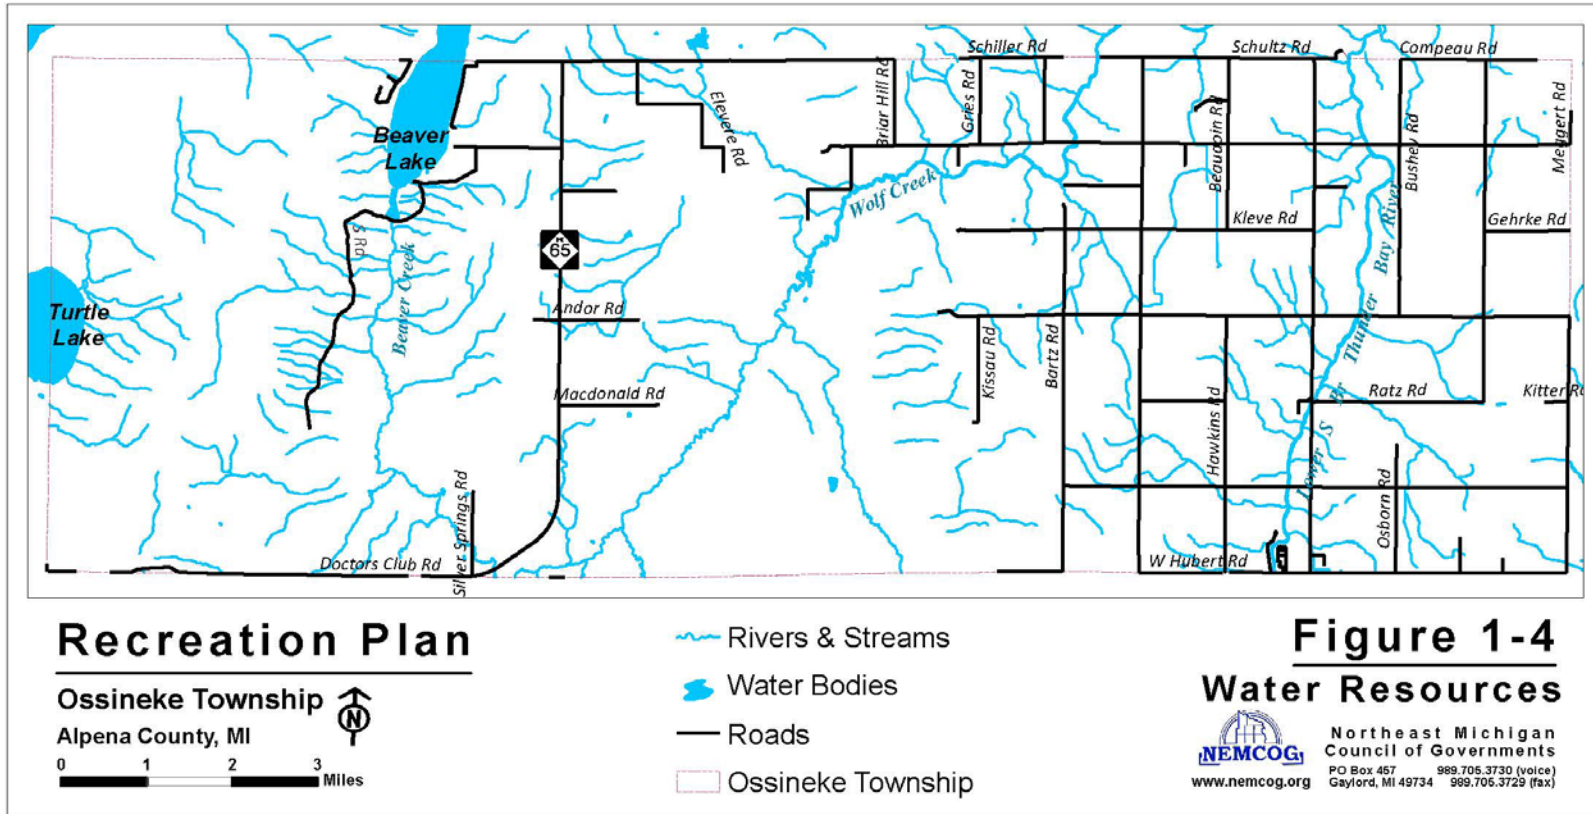 Schiller Rd
Schultz Rd
Compeau Rd
Briar Hill Rd
Gries Rd
Elevere Rd
Beaver
Lake
Beaudoin Rd
Bushey Rd
Meggert Rd
Wolf Creek
Kleve Rd
Gehrke Rd
S Rd
Beaver Creek
M
65
Turtle
Lake
Andor Rd
Lower S Br Thunder Bay River
Kissau Rd
Bartz Rd
Macdonald Rd
Hawkins Rd
Ratz Rd
Kitter Rd
Silver Springs Rd
Osborn Rd
Doctors Club Rd
W Hubert Rd
Recreation Plan
Ossineke Township
N
Alpena County, MI
0 1 2 3
Miles
Rivers & Streams
Water Bodies
Roads
Ossineke Township
Figure 1-4
Water Resources
NEMCOG
www.nemcog.org
Northeast Michigan
Council of Governments
PO Box 457 989.705.3730 (voice)
Gaylord, MI 49734 989.705.3729 (fax)